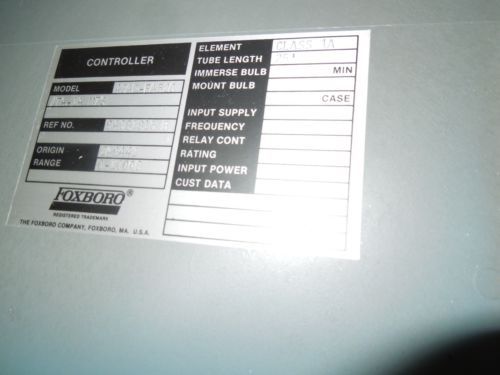 CONTROLLER
MODEL
REF NO.
ORIGIN
RANGE
FOXBORO®
REGISTERED TRADEMARK
THE FOXBORO COMPANY, FOXBORO, MA. U.S.A.
ELEMENT CLASS 1A
TUBE LENGTH
IMMERSE BULB MIN
MOUNT BULB
CASE
INPUT SUPPLY
FREQUENCY
RELAY CONT
RATING
INPUT POWER
CUST DATA